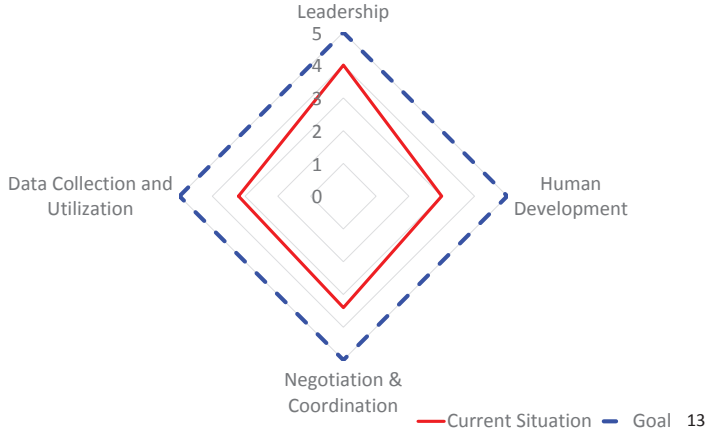 Leadership
5
4
3
2
1
0
Data Collection and
Utilization
Human
Development
Negotiation &
Coordination
Current Situation
Goal
13